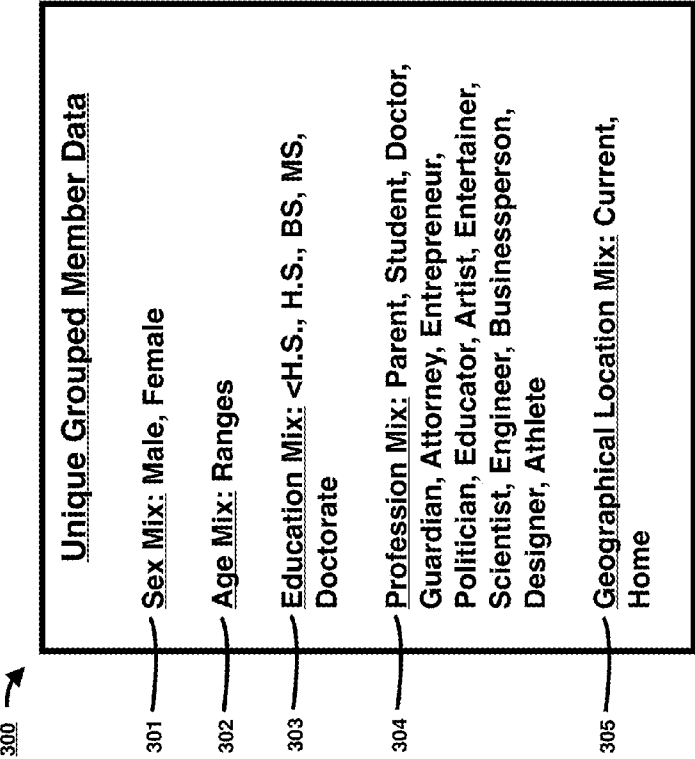 300
Unique Grouped Member Data
301 Sex Mix: Male, Female
302 Age Mix: Ranges
303 Education Mix: <H.S., H.S., BS, MS,
Doctorate
304 Profession Mix: Parent, Student, Doctor,
Guardian, Attorney, Entrepreneur,
Politician, Educator, Artist, Entertainer,
Scientist, Engineer, Businessperson,
Designer, Athlete
305 Geographical Location Mix: Current,
Home